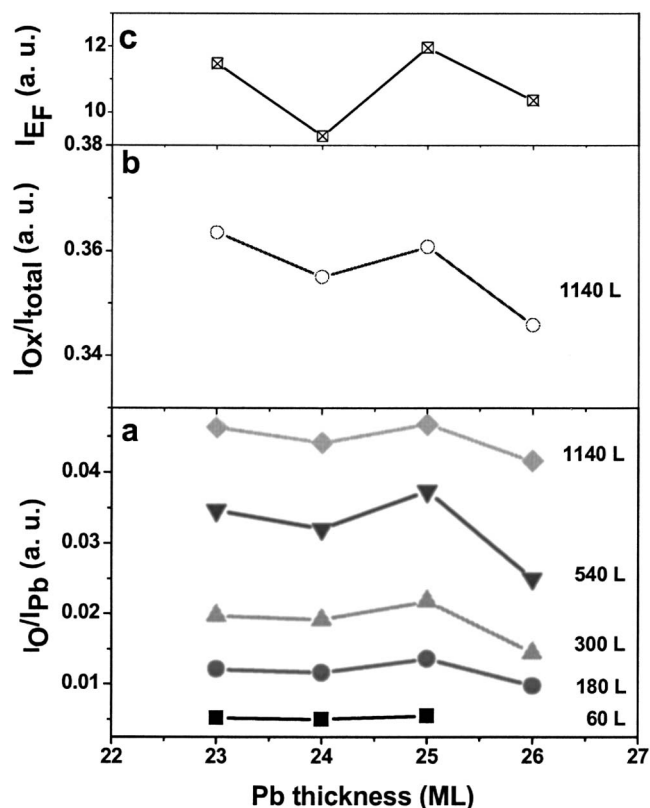 c
I_EF (a. u.)
12
10
0.38
b
I_Ox/I_total (a. u.)
0.36
0.34
1140 L
a
I_O/I_Pb (a. u.)
0.04
0.03
0.02
0.01
1140 L
540 L
300 L
180 L
60 L
22 23 24 25 26 27
Pb thickness (ML)